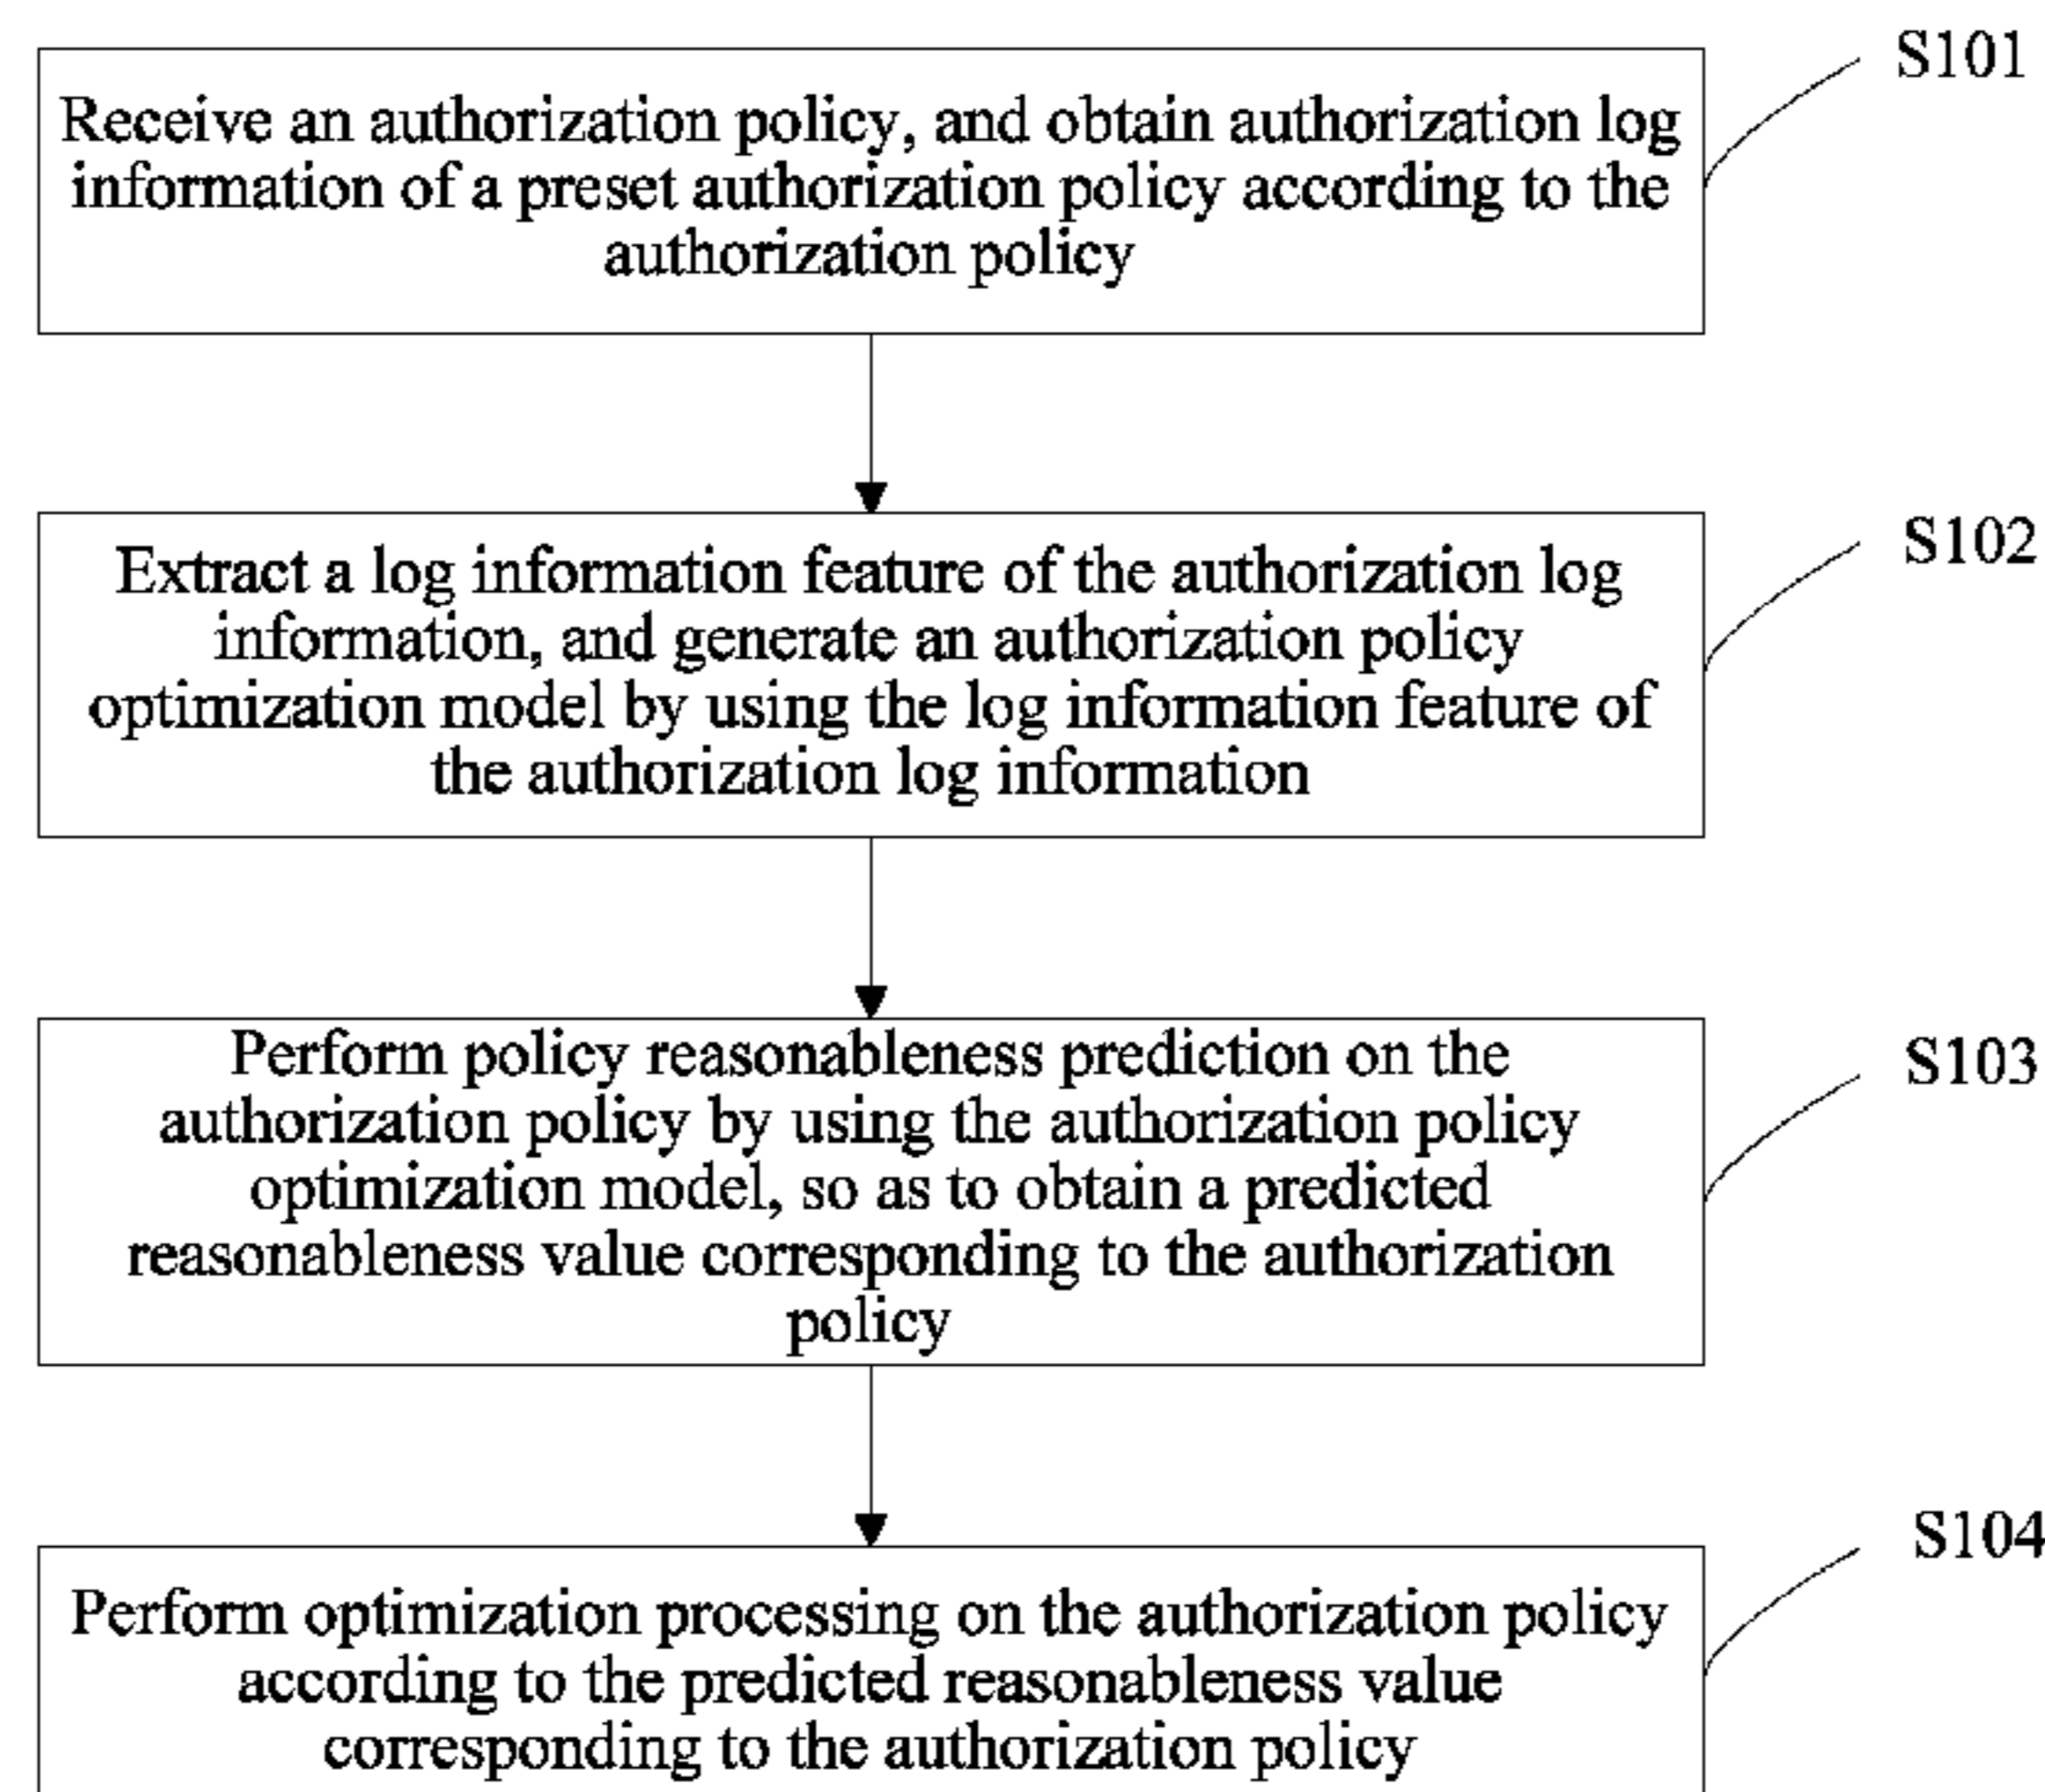 S101
Receive an authorization policy, and obtain authorization log
information of a preset authorization policy according to the
authorization policy
S102
Extract a log information feature of the authorization log
information, and generate an authorization policy
optimization model by using the log information feature of
the authorization log information
S103
Perform policy reasonableness prediction on the
authorization policy by using the authorization policy
optimization model, so as to obtain a predicted
reasonableness value corresponding to the authorization
policy
S104
Perform optimization processing on the authorization policy
according to the predicted reasonableness value
corresponding to the authorization policy